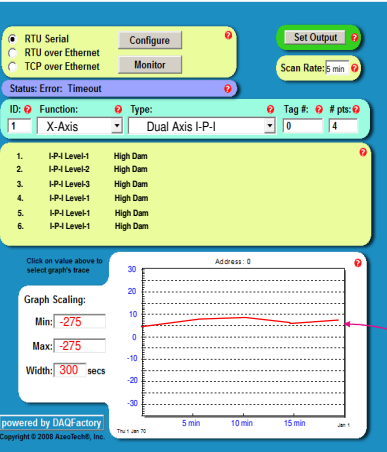 RTU Serial
RTU over Ethernet
TCP over Ethernet
Configure
Monitor
?
Set Output ?
Scan Rate: 5 min ?
Status: Error: Timeout ?
ID: ? Function: ? Type: ? Tag #: ? # pts: ?
1 X-Axis Dual Axis I-P-I 0 4
?
1. I-P-I Level-1 High Dam
2. I-P-I Level-2 High Dam
3. I-P-I Level-3 High Dam
4. I-P-I Level-1 High Dam
5. I-P-I Level-1 High Dam
6. I-P-I Level-1 High Dam
Click on value above to
select graph's trace
Graph Scaling:
Min: -275
Max: -275
Width: 300 secs
Address: 0
?
30
20
10
0
-10
-20
-30
5 min 10 min 15 min
Thu 1 Jan 70 Jan 1
powered by DAQFactory
Copyright © 2008 AzeoTech®, Inc.